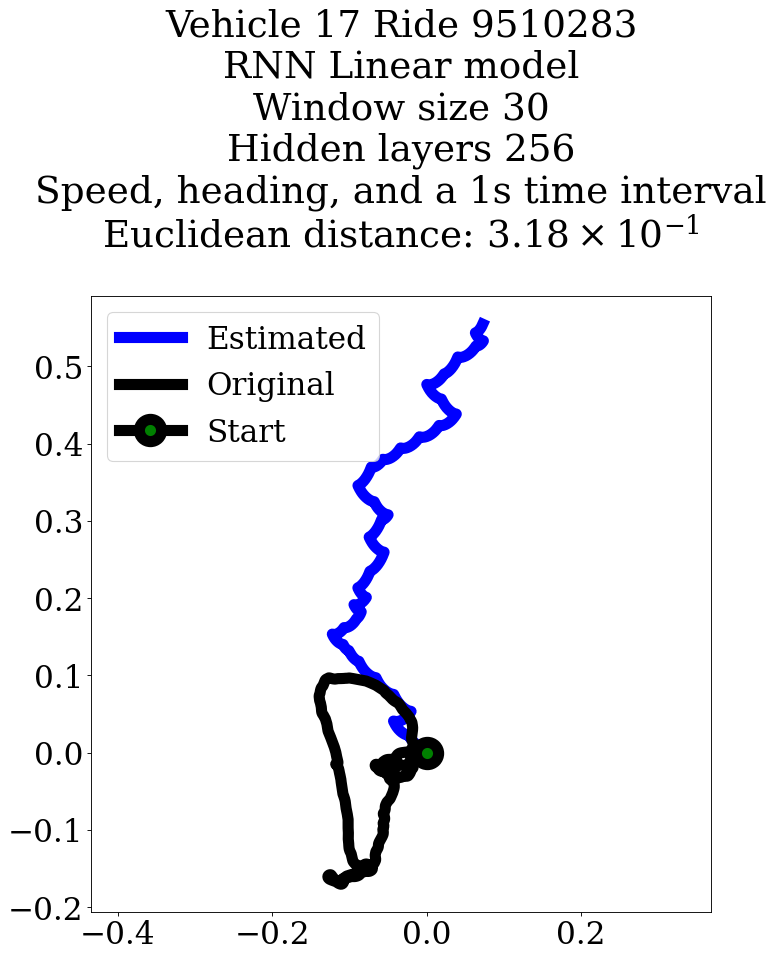 Vehicle 17 Ride 9510283
RNN Linear model
Window size 30
Hidden layers 256
Speed, heading, and a 1s time interval
Euclidean distance: 3.18 × 10⁻¹
Estimated
Original
Start
0.5
0.4
0.3
0.2
0.1
0.0
−0.1
−0.2
−0.4 −0.2 0.0 0.2